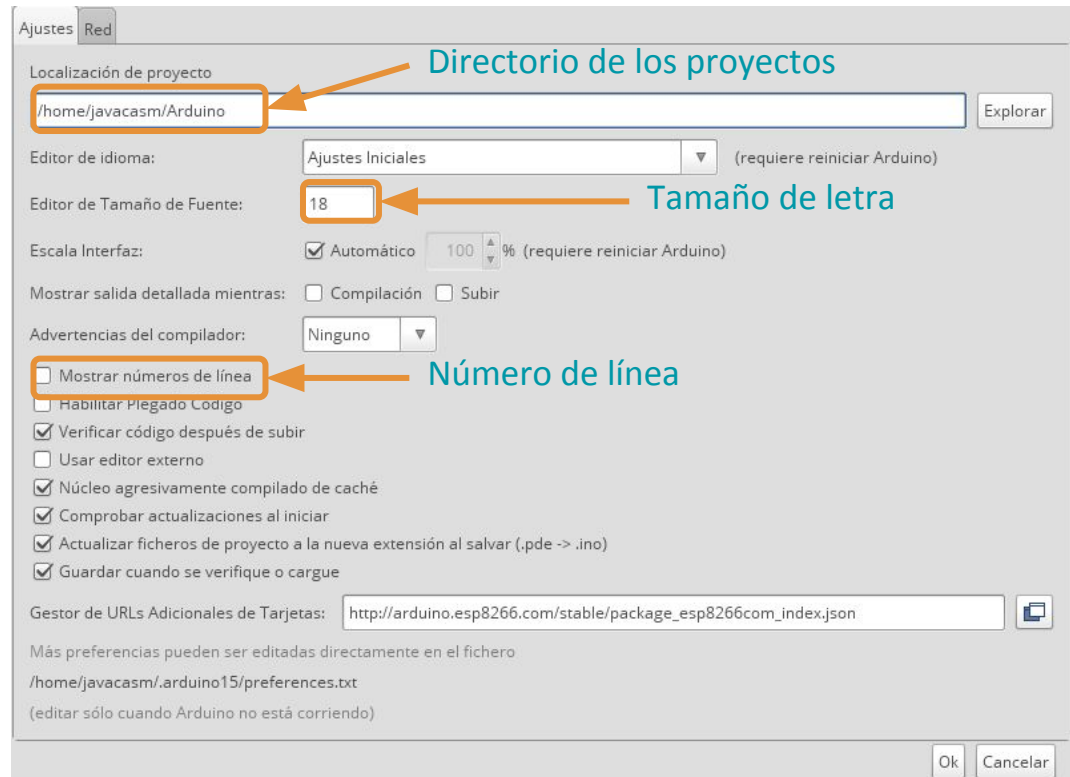 Ajustes Red
Directorio de los proyectos
Localización de proyecto
/home/javacasm/Arduino Explorar
Editor de idioma: Ajustes Iniciales (requiere reiniciar Arduino)
Editor de Tamaño de Fuente: 18 Tamaño de letra
Escala Interfaz: Automático 100 % (requiere reiniciar Arduino)
Mostrar salida detallada mientras: Compilación Subir
Advertencias del compilador: Ninguno
Mostrar números de línea Número de línea
Habilitar Plegado Código
Verificar código después de subir
Usar editor externo
Núcleo agresivamente compilado de caché
Comprobar actualizaciones al iniciar
Actualizar ficheros de proyecto a la nueva extensión al salvar (.pde -> .ino)
Guardar cuando se verifique o cargue
Gestor de URLs Adicionales de Tarjetas: http://arduino.esp8266.com/stable/package_esp8266com_index.json
Más preferencias pueden ser editadas directamente en el fichero
/home/javacasm/.arduino15/preferences.txt
(editar sólo cuando Arduino no está corriendo)
Ok Cancelar